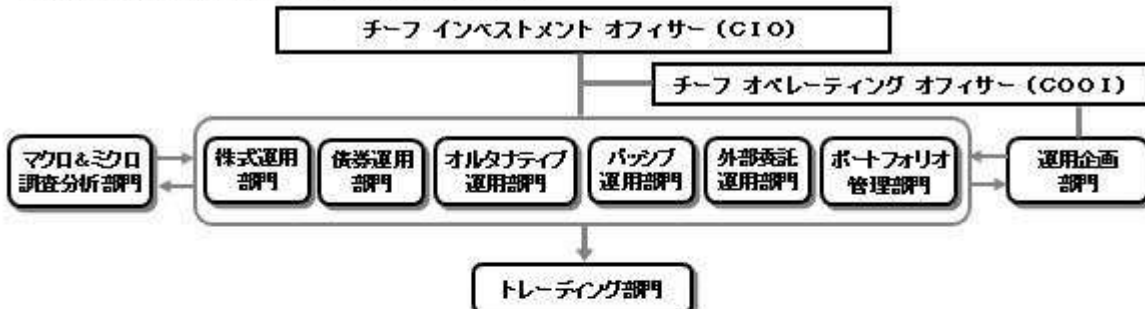 チーフ インベストメント オフィサー (CIO)
チーフ オペレーティング オフィサー (COOI)
マクロ&ミクロ
調査分析部門
株式運用
部門
債券運用
部門
オルタナティブ
運用部門
パッシブ
運用部門
外部委託
運用部門
ポートフォリオ
管理部門
運用企画
部門
トレーディング部門